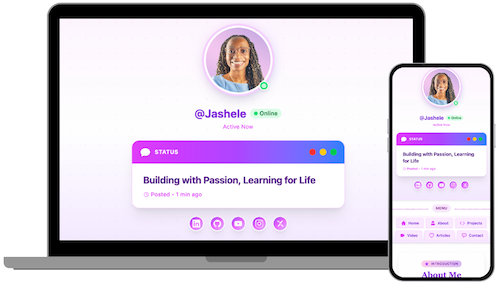 @Jashele
Online
Active Now
STATUS
Building with Passion, Learning for Life
Posted • 1 min ago
@Jashele
Online
Active Now
STATUS
Building with Passion, Learning
for Life
Posted • 1 min ago
MENU
Home
About
Projects
Video
Articles
Contact
INTRODUCTION
About Me